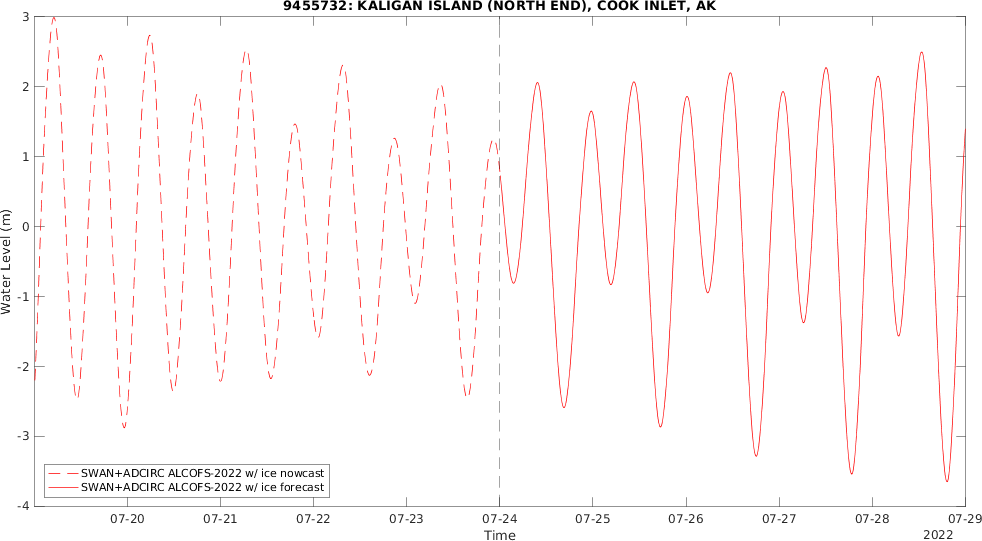 9455732: KALIGAN ISLAND (NORTH END), COOK INLET, AK
Water Level (m)
3
2
1
0
-1
-2
-3
-4
SWAN+ADCIRC ALCOFS-2022 w/ ice nowcast
SWAN+ADCIRC ALCOFS-2022 w/ ice forecast
07-20 07-21 07-22 07-23 07-24 07-25 07-26 07-27 07-28 07-29
Time
2022